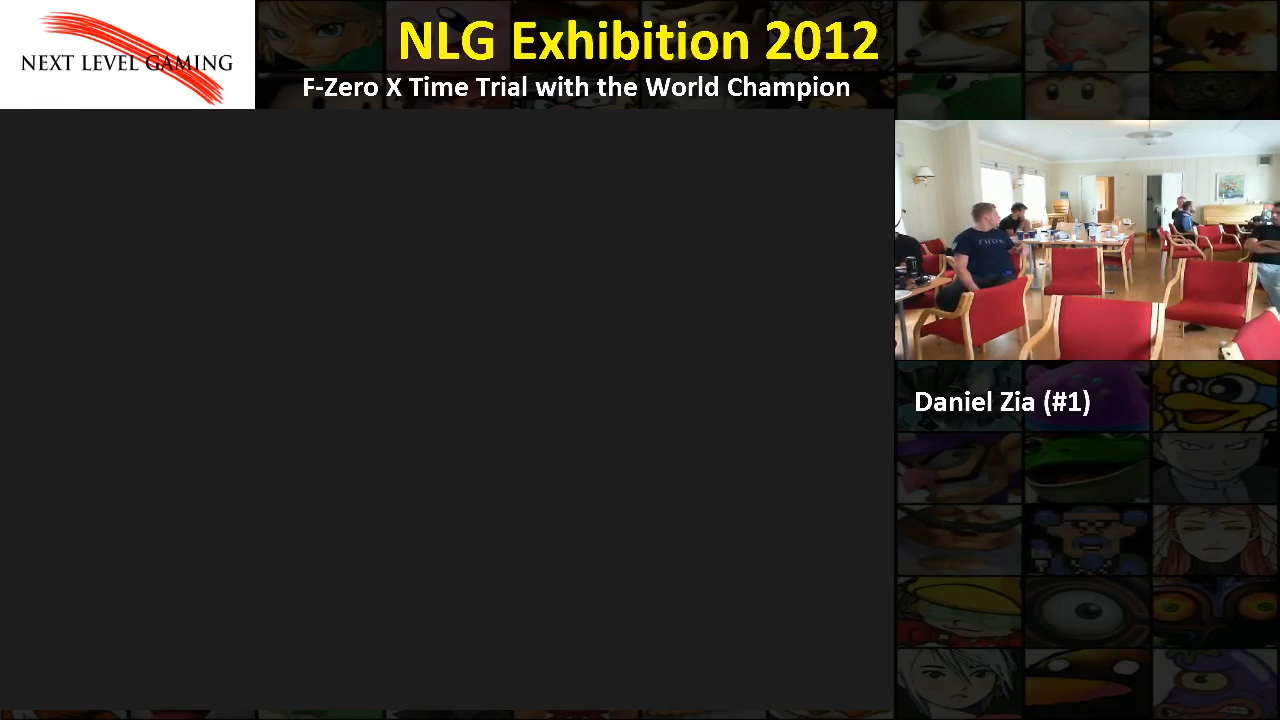 NEXT LEVEL GAMING
NLG Exhibition 2012
F-Zero X Time Trial with the World Champion
Daniel Zia (#1)